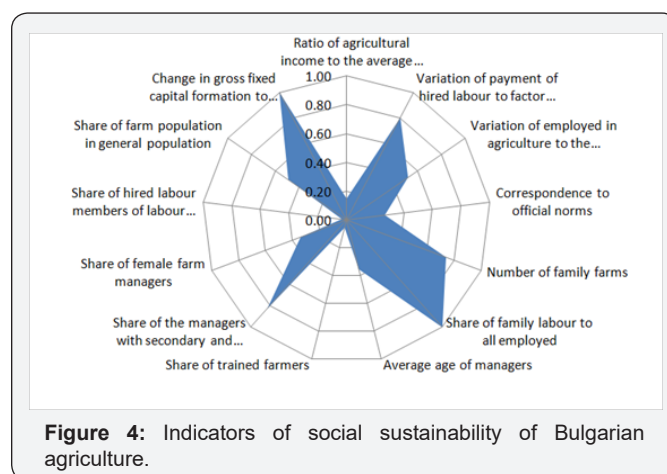 Ratio of agricultural
income to the average ...
Change in gross fixed
capital formation to...
Variation of payment of
hired labour to factor ...
Share of farm population
in general population
Variation of employed in
agriculture to the ...
Share of hired labour
members of labour ...
Correspondence to
official norms
Share of female farm
managers
Number of family farms
Share of the managers
with secondary and ...
Share of family labour to
all employed
Share of trained farmers
Average age of managers
1.00
0.80
0.60
0.40
0.20
0.00
Figure 4: Indicators of social sustainability of Bulgarian
agriculture.